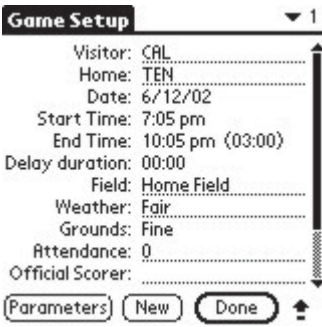 Game Setup 1
Visitor: CAL
Home: TEN
Date: 6/12/02
Start Time: 7:05 pm
End Time: 10:05 pm (03:00)
Delay duration: 00:00
Field: Home Field
Weather: Fair
Grounds: Fine
Attendance: 0
Official Scorer:
Parameters New Done